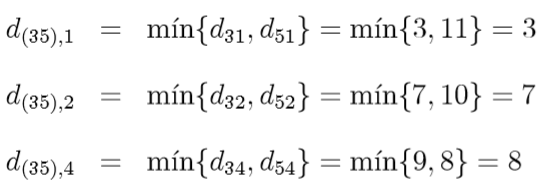 d_{(35),1} = mín{d_{31}, d_{51}} = mín{3, 11} = 3
d_{(35),2} = mín{d_{32}, d_{52}} = mín{7, 10} = 7
d_{(35),4} = mín{d_{34}, d_{54}} = mín{9, 8} = 8